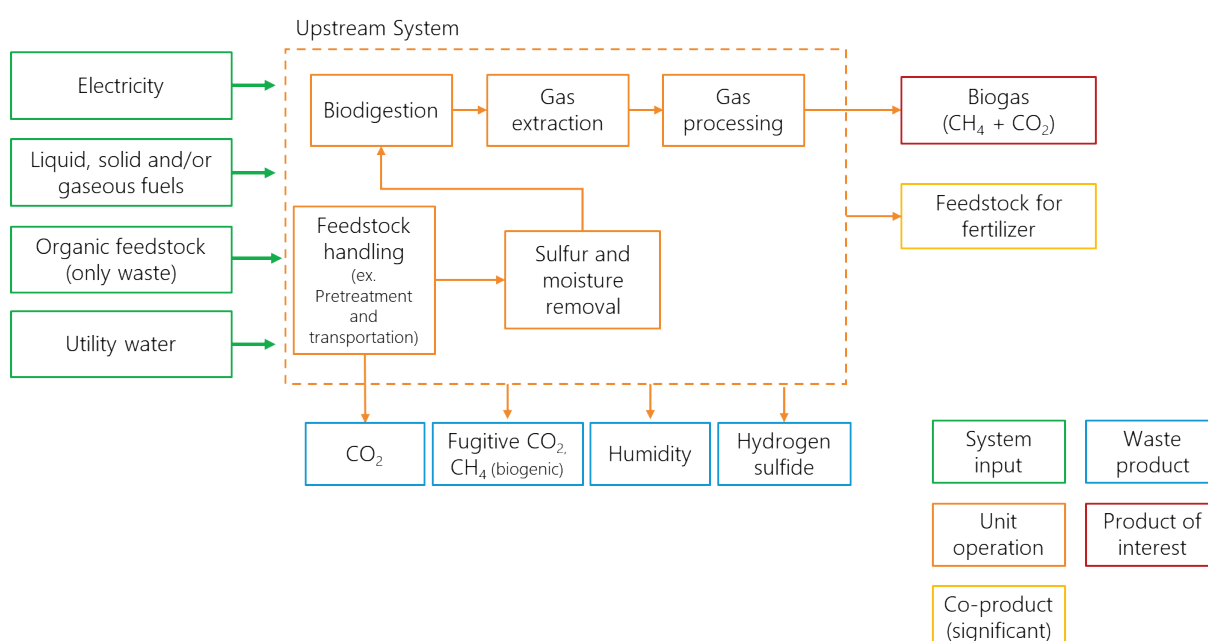 Upstream System
Electricity
Liquid, solid and/or
gaseous fuels
Organic feedstock
(only waste)
Utility water
Biodigestion
Gas
extraction
Gas
processing
Feedstock
handling
(ex.
Pretreatment
and
transportation)
Sulfur and
moisture
removal
Biogas
(CH₄ + CO₂)
Feedstock for
fertilizer
CO₂
Fugitive CO₂,
CH₄ (biogenic)
Humidity
Hydrogen
sulfide
System
input
Waste
product
Unit
operation
Product of
interest
Co-product
(significant)